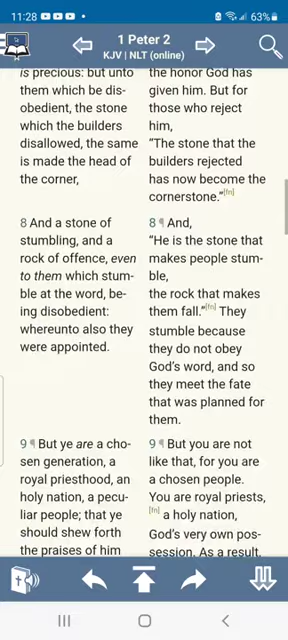 11:28
63%
1 Peter 2
KJV | NLT (online)
is precious: but unto
them which be dis-
obedient, the stone
which the builders
disallowed, the same
is made the head of
the corner,
the honor God has
given him. But for
those who reject
him,
"The stone that the
builders rejected
has now become the
cornerstone."[fn]
8 And a stone of
stumbling, and a
rock of offence, even
to them which stum-
ble at the word, be-
ing disobedient:
whereunto also they
were appointed.
8 ¶ And,
"He is the stone that
makes people stum-
ble,
the rock that makes
them fall."[fn] They
stumble because
they do not obey
God's word, and so
they meet the fate
that was planned for
them.
9 ¶ But ye are a cho-
sen generation, a
royal priesthood, an
holy nation, a pecu-
liar people; that ye
should shew forth
the praises of him
9 ¶ But you are not
like that, for you are
a chosen people.
You are royal priests,
[fn] a holy nation,
God's very own pos-
session. As a result,